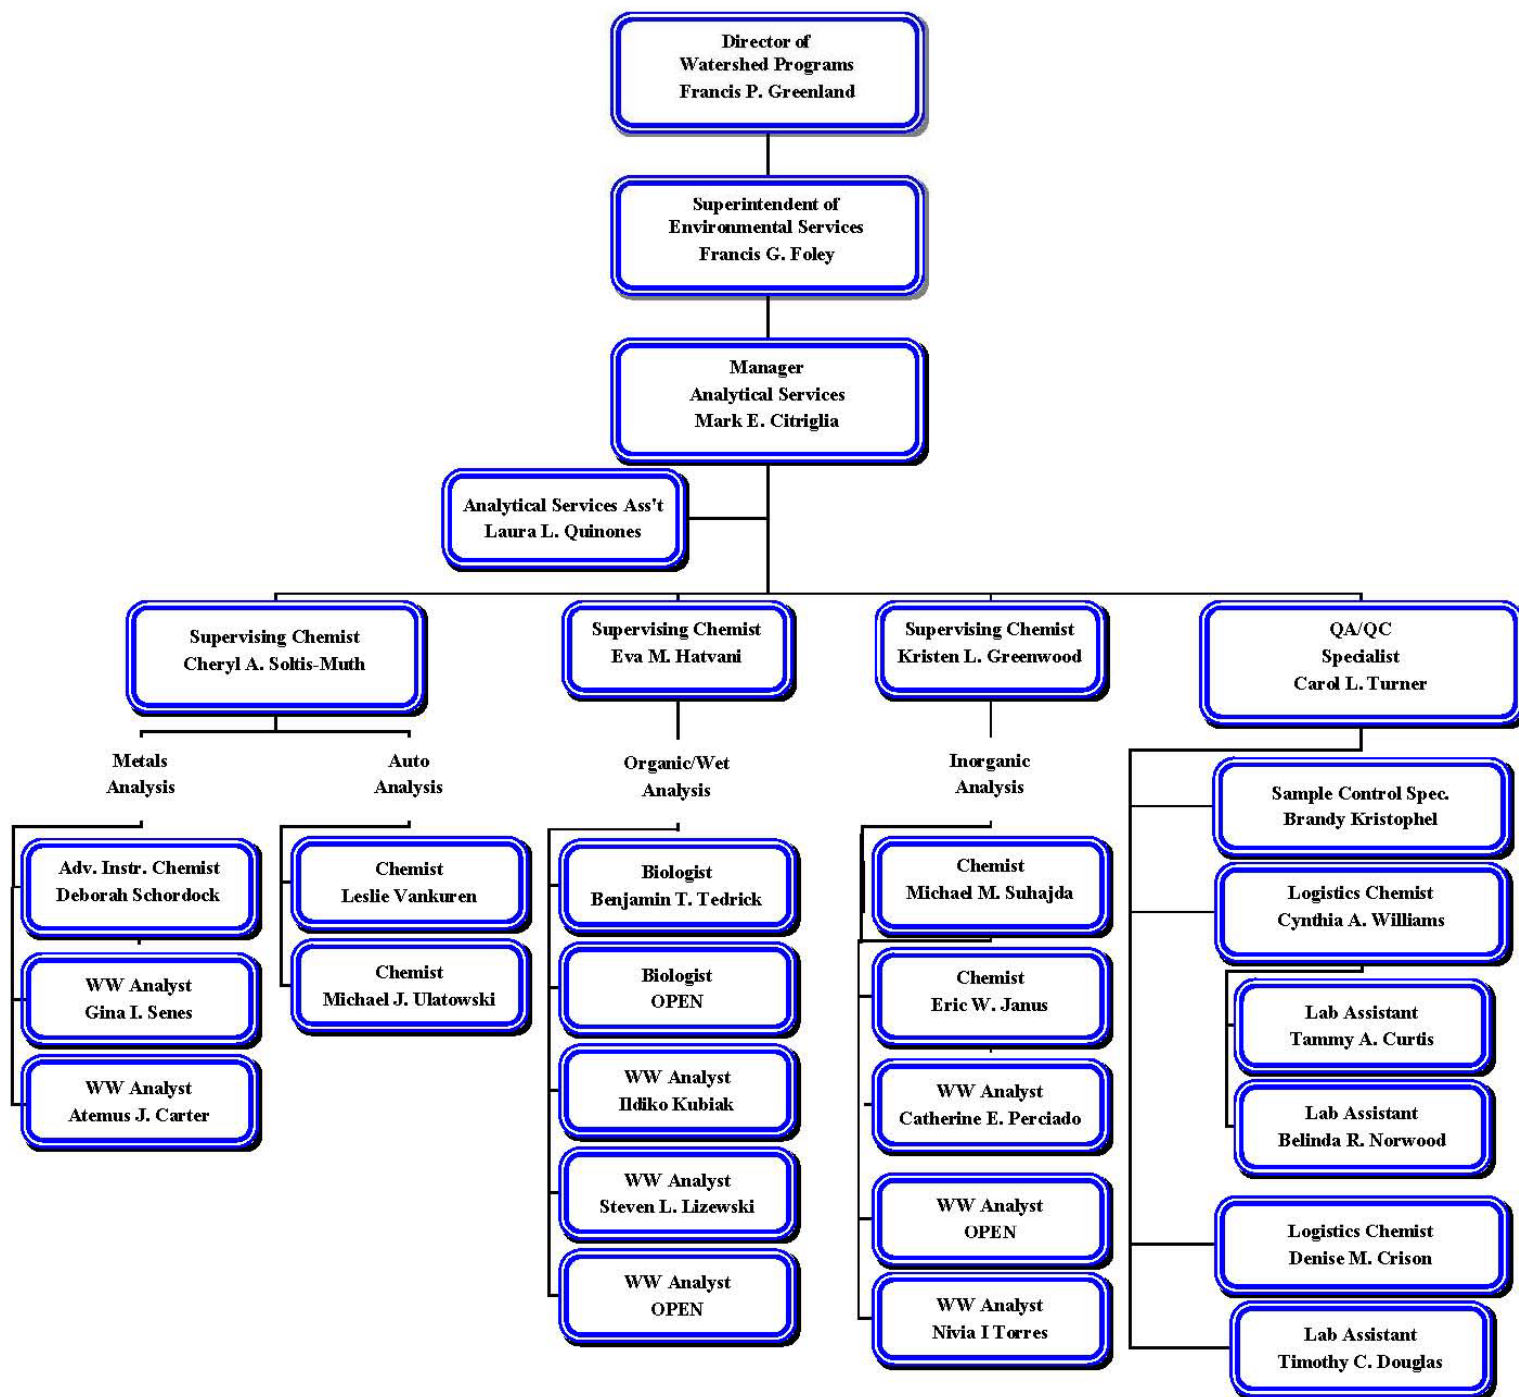 Director of
Watershed Programs
Francis P. Greenland
Superintendent of
Environmental Services
Francis G. Foley
Manager
Analytical Services
Mark E. Citriglia
Analytical Services Ass't
Laura L. Quinones
Supervising Chemist
Cheryl A. Soltis-Muth
Supervising Chemist
Eva M. Hatvani
Supervising Chemist
Kristen L. Greenwood
QA/QC
Specialist
Carol L. Turner
Metals
Analysis
Adv. Instr. Chemist
Deborah Schordock
WW Analyst
Gina I. Senes
WW Analyst
Atemus J. Carter
Auto
Analysis
Chemist
Leslie Vankuren
Chemist
Michael J. Ulatowski
Organic/Wet
Analysis
Biologist
Benjamin T. Tedrick
Biologist
OPEN
WW Analyst
Ildiko Kubiak
WW Analyst
Steven L. Lizewski
WW Analyst
OPEN
Inorganic
Analysis
Chemist
Michael M. Suhajda
Chemist
Eric W. Janus
WW Analyst
Catherine E. Perciado
WW Analyst
OPEN
WW Analyst
Nivia I Torres
Sample Control Spec.
Brandy Kristophel
Logistics Chemist
Cynthia A. Williams
Lab Assistant
Tammy A. Curtis
Lab Assistant
Belinda R. Norwood
Logistics Chemist
Denise M. Crison
Lab Assistant
Timothy C. Douglas